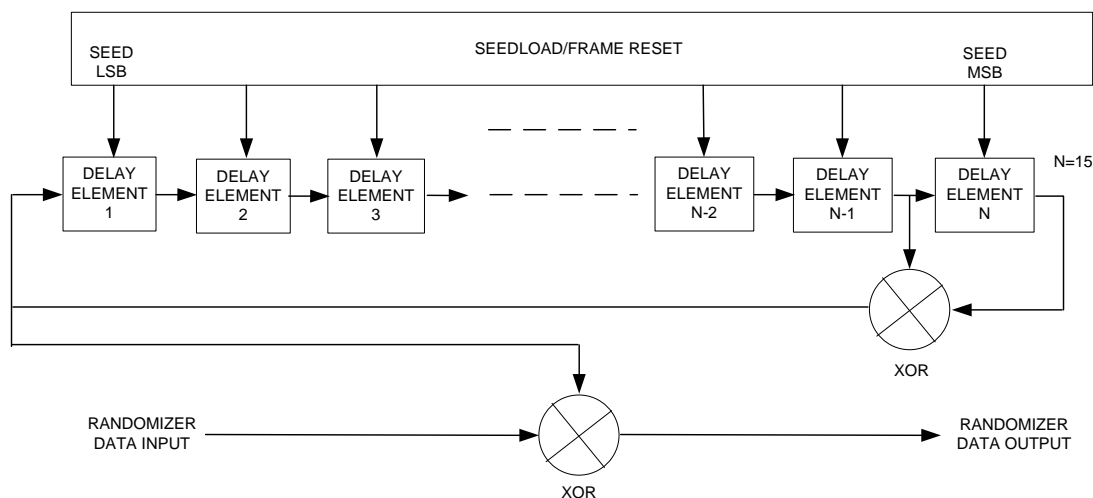 SEEDLOAD/FRAME RESET
SEED
LSB
SEED
MSB
DELAY
ELEMENT
1
DELAY
ELEMENT
2
DELAY
ELEMENT
3
DELAY
ELEMENT
N-2
DELAY
ELEMENT
N-1
DELAY
ELEMENT
N
N=15
XOR
RANDOMIZER
DATA INPUT
RANDOMIZER
DATA OUTPUT
XOR